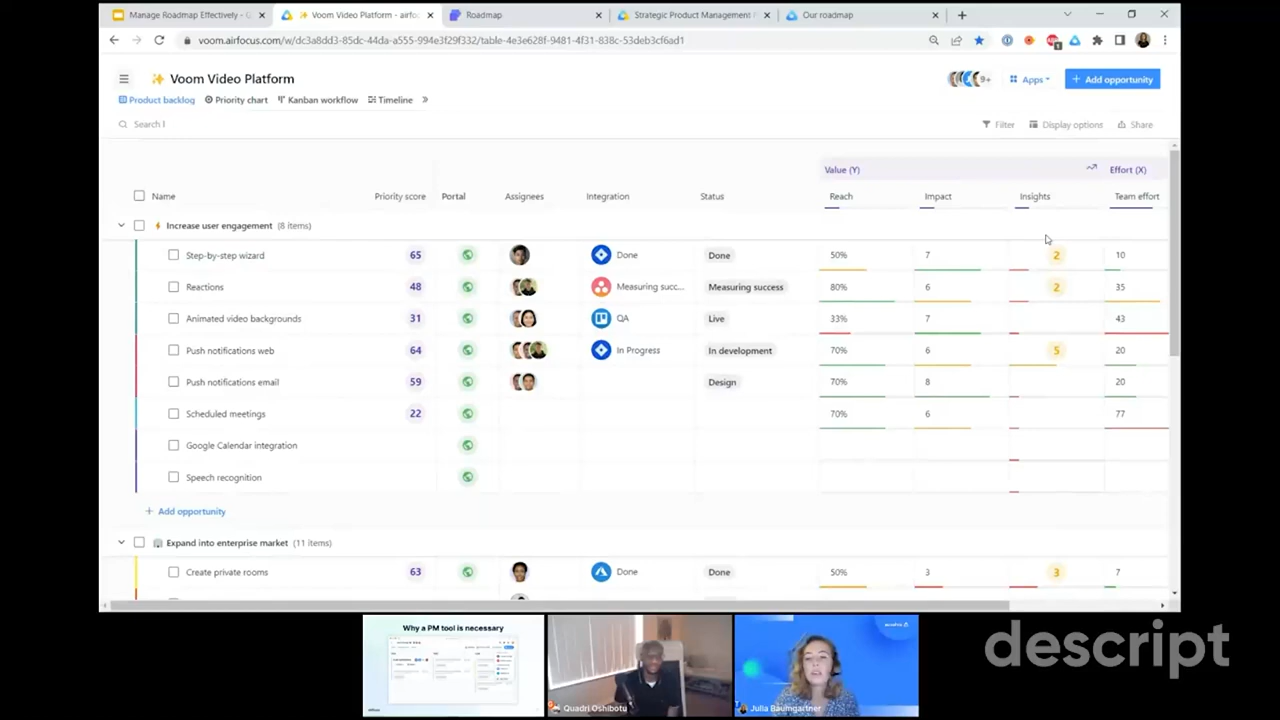 Manage Roadmap Effectively - G
Voom Video Platform - airfoc
Roadmap
Strategic Product Management
Our roadmap
voom.airfocus.com/w/dc3a8dd3-85dc-44da-a555-994e3f29f332/table-4e3e628f-9481-4f31-838c-53deb3cf6ad1
Voom Video Platform
9+
Apps
+ Add opportunity
Product backlog
Priority chart
Kanban workflow
Timeline
Search
Filter
Display options
Share
Value (Y)
Effort (X)
Name
Priority score
Portal
Assignees
Integration
Status
Reach
Impact
Insights
Team effort
Increase user engagement (8 items)
Step-by-step wizard 65 Done Done 50% 7 2 10
Reactions 48 Measuring succ... Measuring success 80% 6 2 35
Animated video backgrounds 31 QA Live 33% 7 43
Push notifications web 64 In Progress In development 70% 6 5 20
Push notifications email 59 Design 70% 8 20
Scheduled meetings 22 70% 6 77
Google Calendar integration
Speech recognition
+ Add opportunity
Expand into enterprise market (11 items)
Create private rooms 63 Done Done 50% 3 3 7
Why a PM tool is necessary
Quadri Oshibotu
Julia Baumgartner
descript